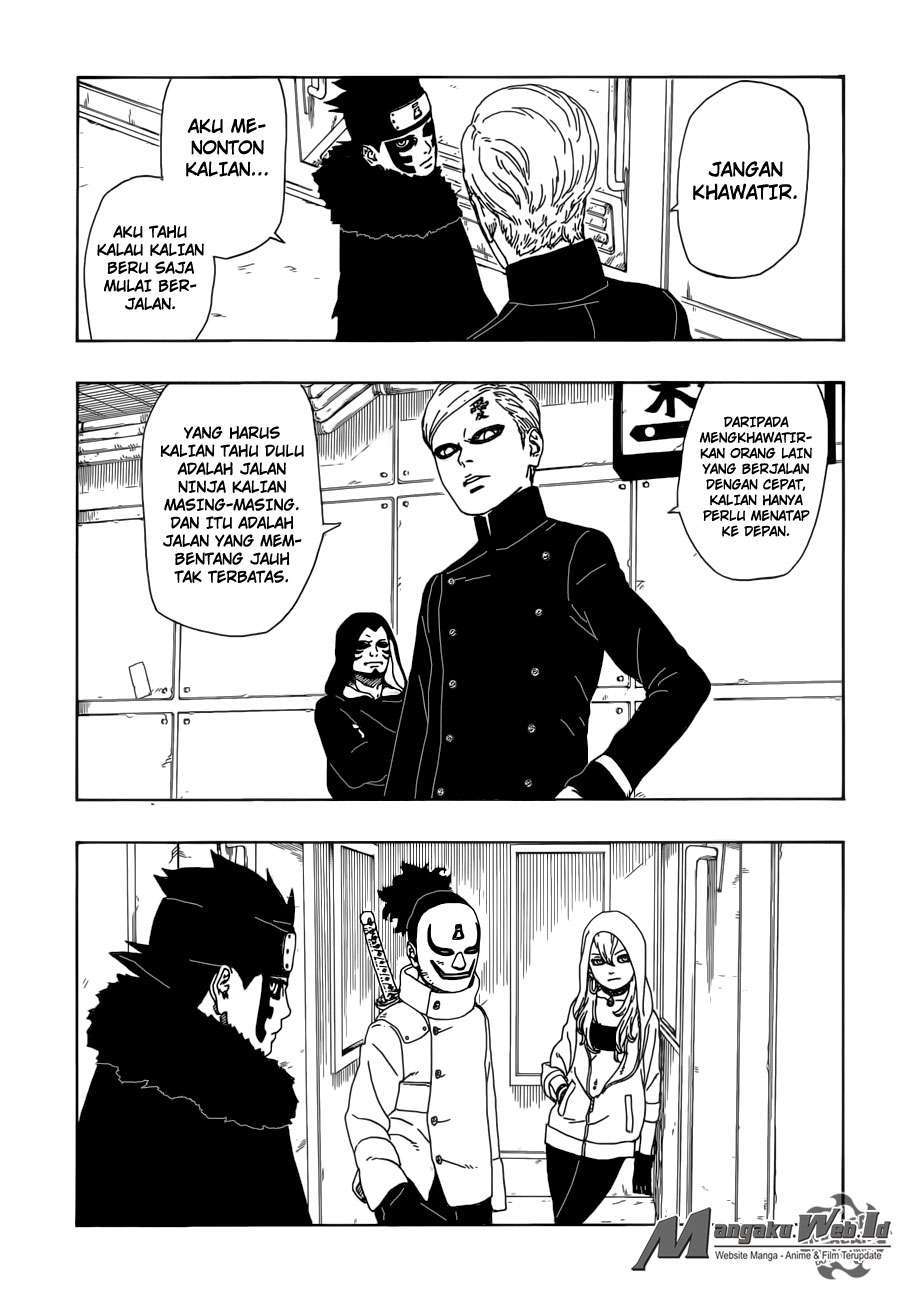 JANGAN
KHAWATIR.
AKU ME-
NONTON
KALIAN...
AKU TAHU
KALAU KALIAN
BERU SAJA
MULAI BER-
JALAN.
DARIPADA
MENGKHAWATIR-
KAN ORANG LAIN
YANG BERJALAN
DENGAN CEPAT,
KALIAN HANYA
PERLU MENATAP
KE DEPAN.
愛
YANG HARUS
KALIAN TAHU DULU
ADALAH JALAN
NINJA KALIAN
MASING-MASING.
DAN ITU ADALAH
JALAN YANG MEM-
BENTANG JAUH
TAK TERBATAS.
Mangaku.Web.Id
Website Manga - Anime & Film Terupdate